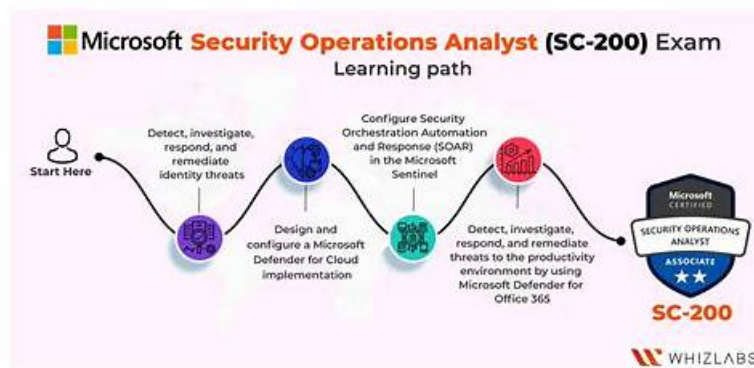 Microsoft Security Operations Analyst (SC-200) Exam
Learning path
Start Here
Detect, investigate,
respond, and
remediate
identity threats
Design and
configure a Microsoft
Defender for Cloud
implementation
Configure Security
Orchestration Automation
and Response (SOAR)
in the Microsoft
Sentinel
Detect, investigate,
respond, and remediate
threats to the productivity
environment by using
Microsoft Defender for
Office 365
Microsoft
CERTIFIED
SECURITY OPERATIONS
ANALYST
ASSOCIATE
SC-200
WHIZLABS